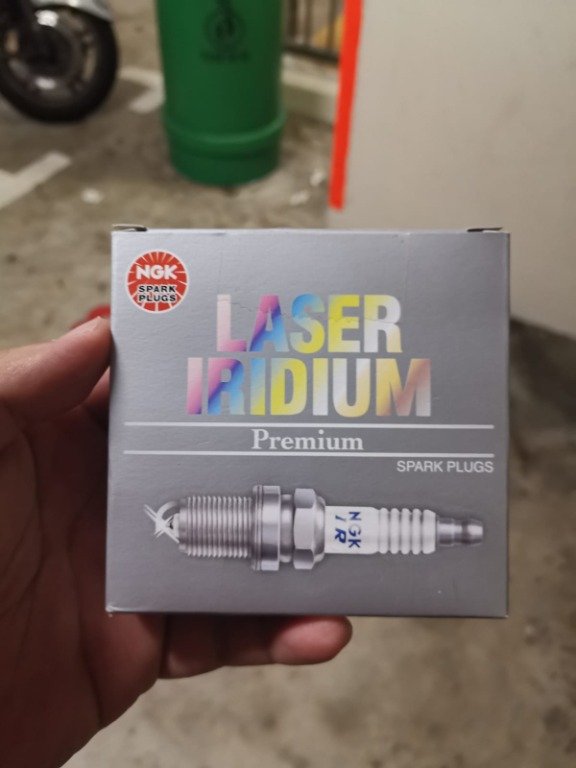 NGK
SPARK
PLUGS
LASER
IRIDIUM
Premium
SPARK PLUGS
NGK
IR